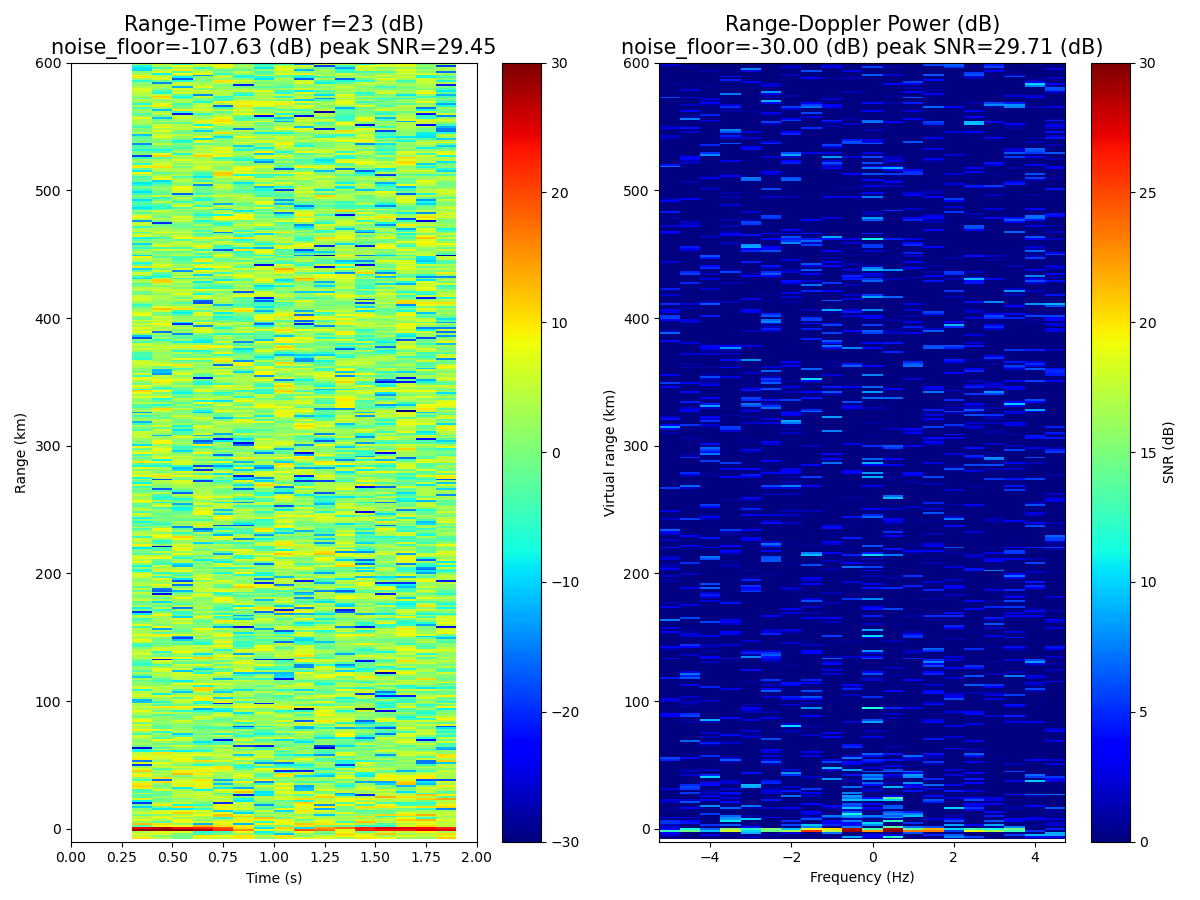 Range-Time Power f=23 (dB)
noise_floor=-107.63 (dB) peak SNR=29.45
600
500
400
300
200
100
0
Range (km)
0.00 0.25 0.50 0.75 1.00 1.25 1.50 1.75 2.00
Time (s)
30
20
10
0
−10
−20
−30
Range-Doppler Power (dB)
noise_floor=-30.00 (dB) peak SNR=29.71 (dB)
600
500
400
300
200
100
0
Virtual range (km)
−4 −2 0 2 4
Frequency (Hz)
30
25
20
15
10
5
0
SNR (dB)